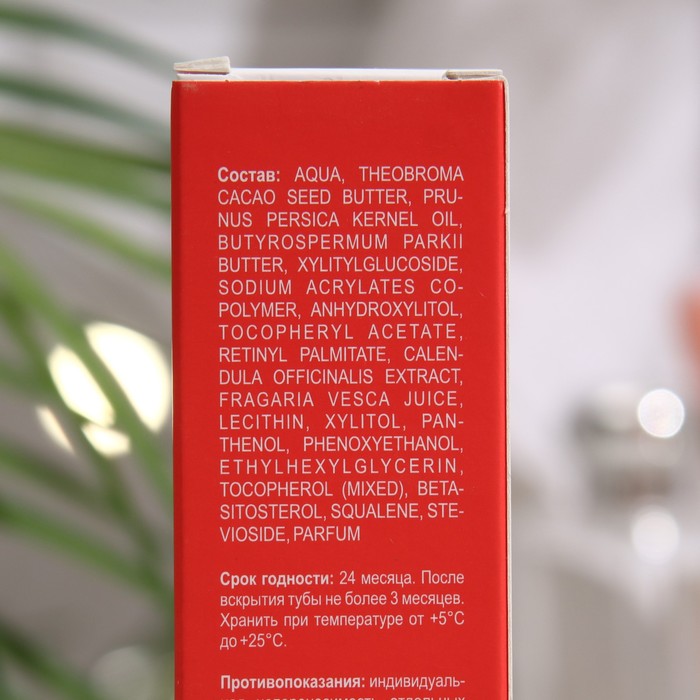 Состав: AQUA, THEOBROMA
CACAO SEED BUTTER, PRU-
NUS PERSICA KERNEL OIL,
BUTYROSPERMUM PARKII
BUTTER, XYLITYLGLUCOSIDE,
SODIUM ACRYLATES CO-
POLYMER, ANHYDROXYLITOL,
TOCOPHERYL ACETATE,
RETINYL PALMITATE, CALEN-
DULA OFFICINALIS EXTRACT,
FRAGARIA VESCA JUICE,
LECITHIN, XYLITOL, PAN-
THENOL, PHENOXYETHANOL,
ETHYLHEXYLGLYCERIN,
TOCOPHEROL (MIXED), BETA-
SITOSTEROL, SQUALENE, STE-
VIOSIDE, PARFUM
Срок годности: 24 месяца. После
вскрытия тубы не более 3 месяцев.
Хранить при температуре от +5°C
до +25°C.
Противопоказания: индивидуаль-